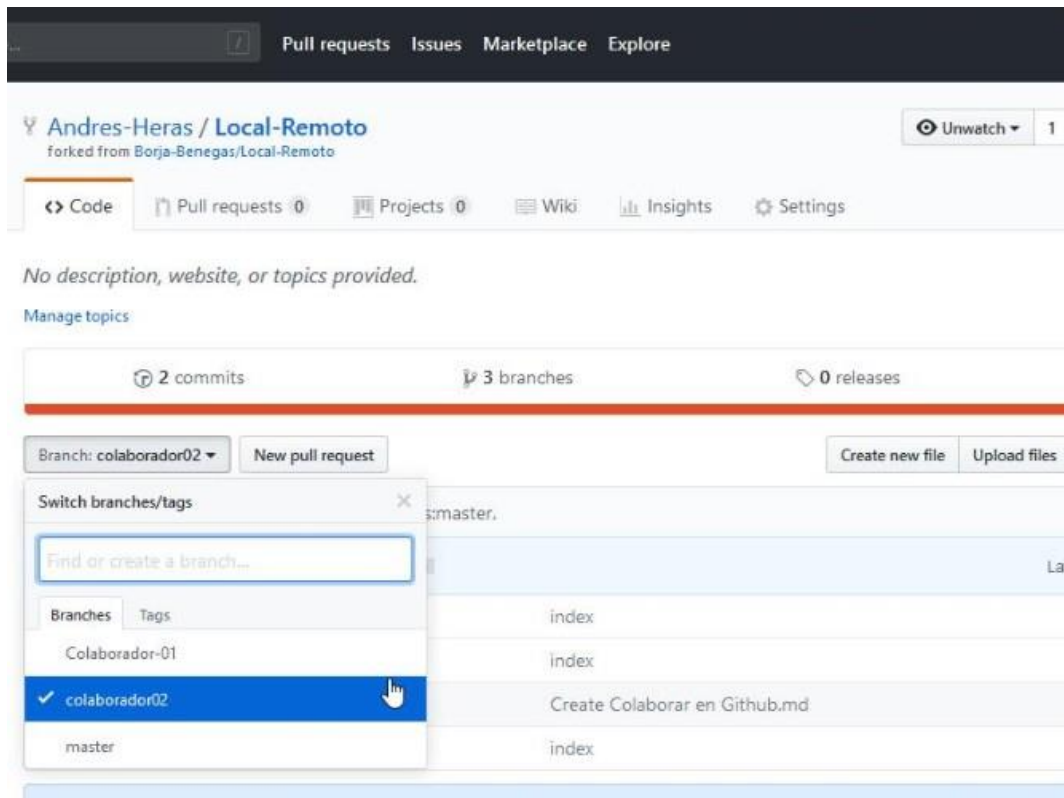 ...
/
Pull requests Issues Marketplace Explore
Andres-Heras / Local-Remoto
Unwatch 1
forked from Borja-Benegas/Local-Remoto
<> Code Pull requests 0 Projects 0 Wiki Insights Settings
No description, website, or topics provided.
Manage topics
2 commits 3 branches 0 releases
Branch: colaborador02 New pull request Create new file Upload files
Switch branches/tags
s:master.
Find or create a branch...
La
Branches Tags
index
Colaborador-01
index
colaborador02
Create Colaborar en Github.md
master
index